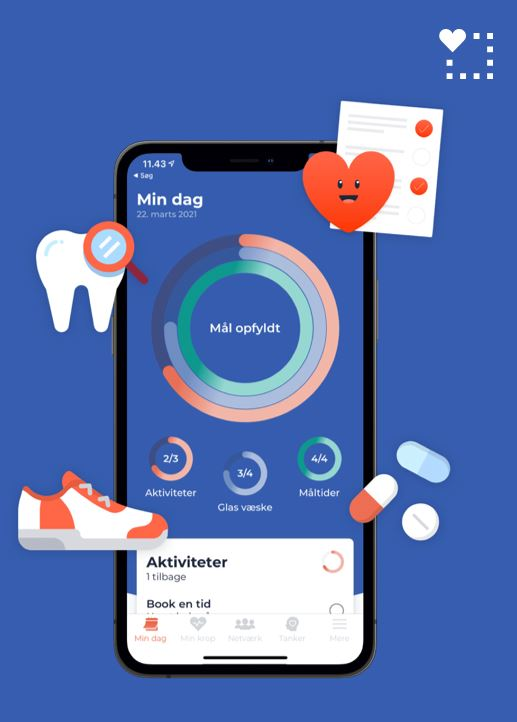 11.43
Søg
Min dag
22. marts 2021
Mål opfyldt
2/3
3/4
4/4
Aktiviteter
Glas væske
Måltider
Aktiviteter
1 tilbage
Book en tid
Min dag
Min krop
Netværk
Tanker
Mere